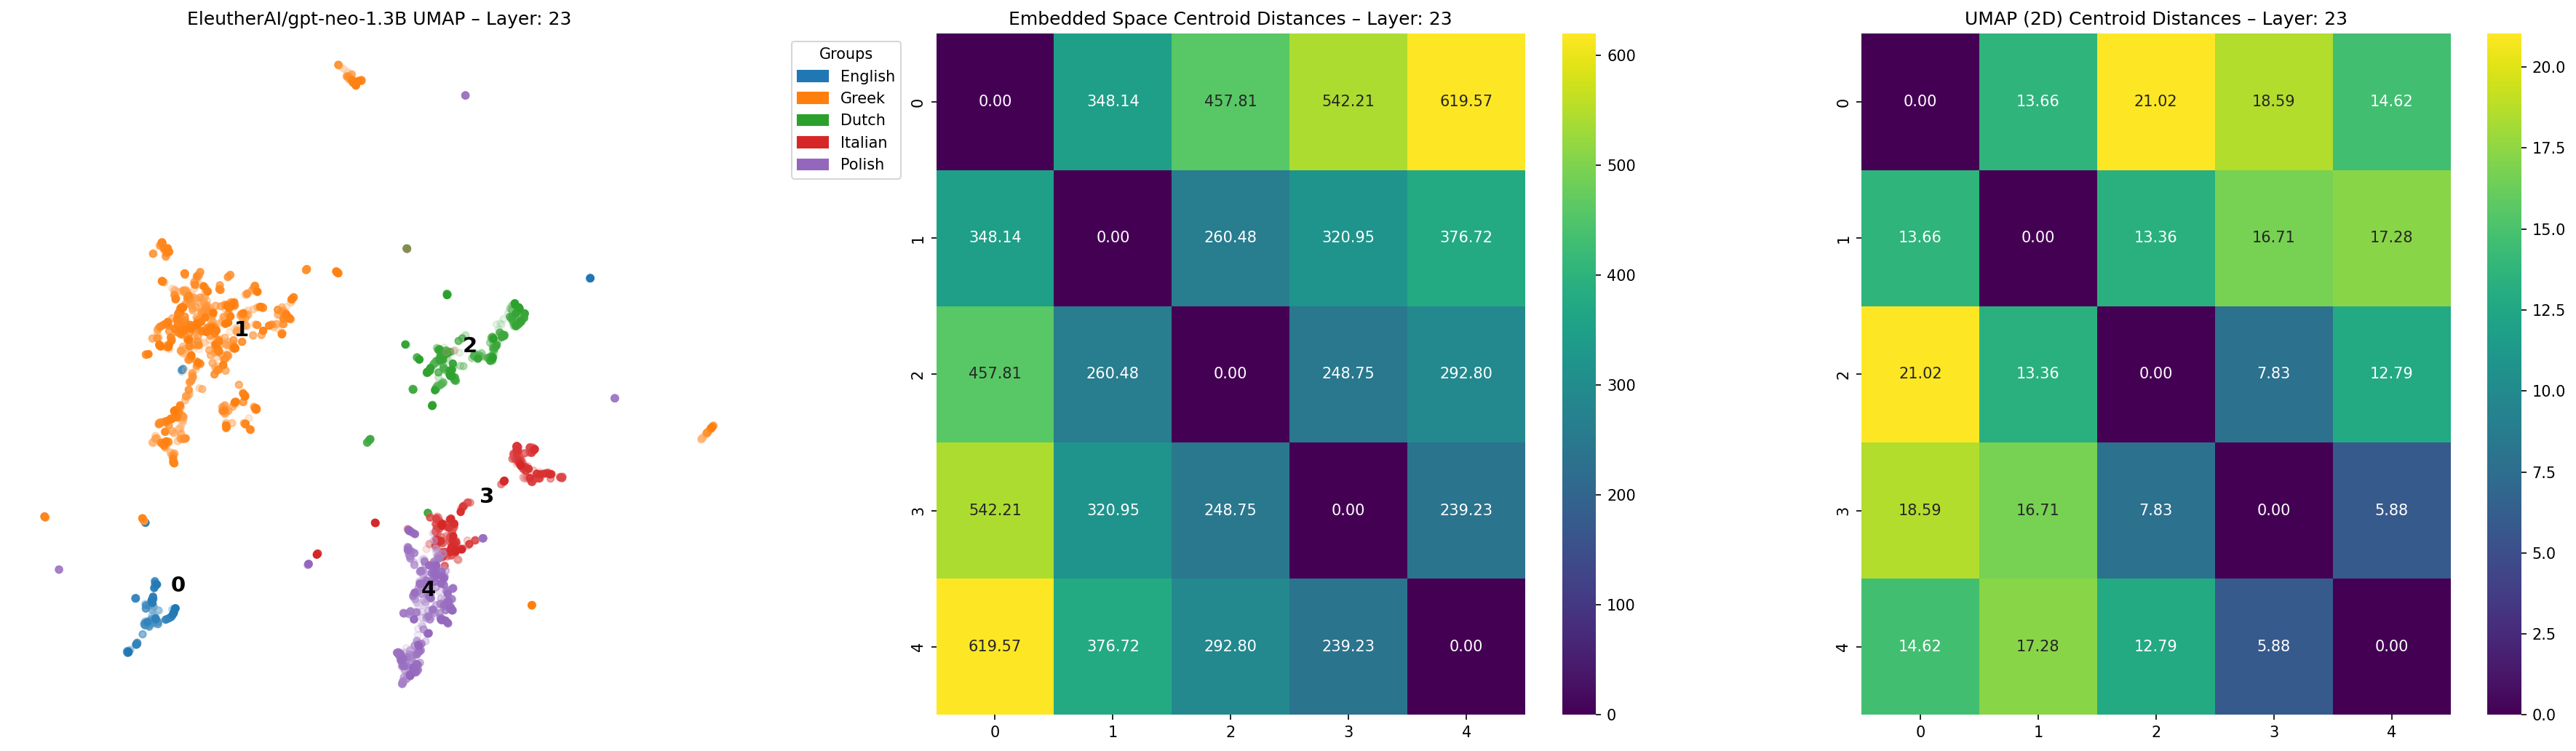 EleutherAI/gpt-neo-1.3B UMAP – Layer: 23
Groups
English
Greek
Dutch
Italian
Polish
1
2
3
0
4
Embedded Space Centroid Distances – Layer: 23
0 0.00 348.14 457.81 542.21 619.57
1 348.14 0.00 260.48 320.95 376.72
2 457.81 260.48 0.00 248.75 292.80
3 542.21 320.95 248.75 0.00 239.23
4 619.57 376.72 292.80 239.23 0.00
0 1 2 3 4
600
500
400
300
200
100
0
UMAP (2D) Centroid Distances – Layer: 23
0 0.00 13.66 21.02 18.59 14.62
1 13.66 0.00 13.36 16.71 17.28
2 21.02 13.36 0.00 7.83 12.79
3 18.59 16.71 7.83 0.00 5.88
4 14.62 17.28 12.79 5.88 0.00
0 1 2 3 4
20.0
17.5
15.0
12.5
10.0
7.5
5.0
2.5
0.0